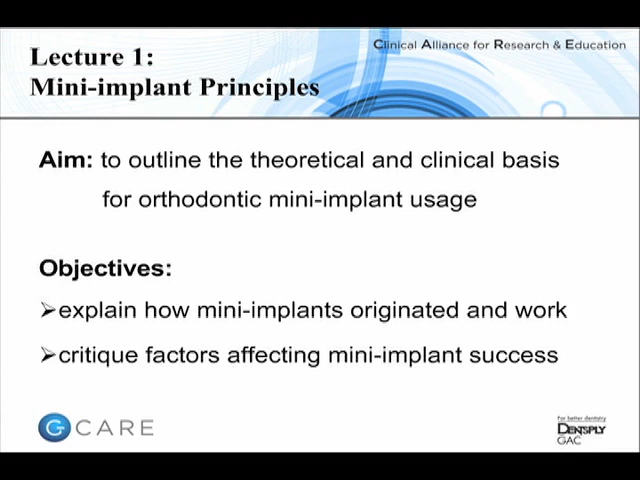 Clinical Alliance for Research & Education
Lecture 1:
Mini-implant Principles
Aim: to outline the theoretical and clinical basis
for orthodontic mini-implant usage
Objectives:
➢explain how mini-implants originated and work
➢critique factors affecting mini-implant success
G CARE
For better dentistry
DENTSPLY
GAC